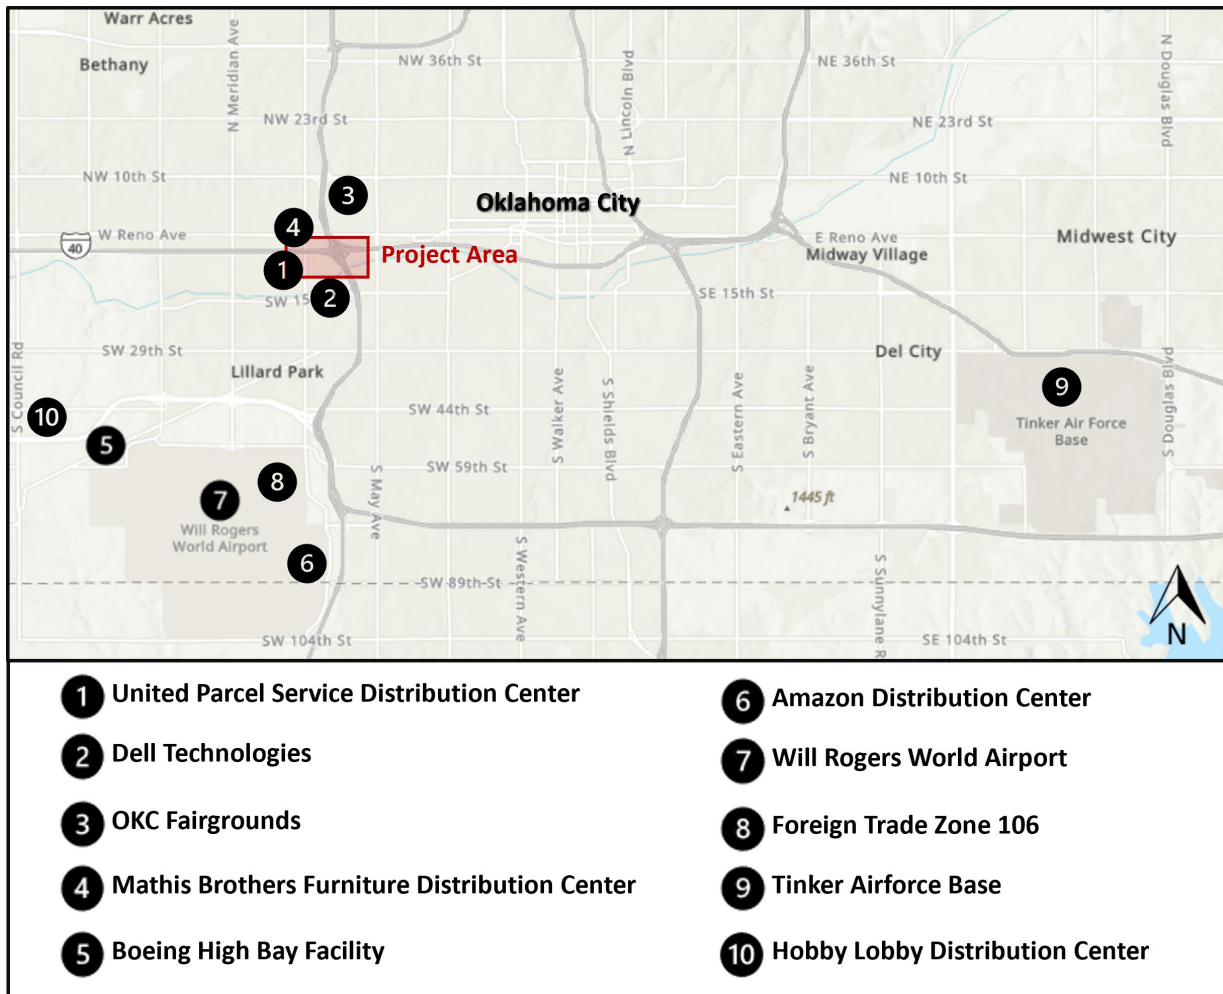 Warr Acres
Bethany
N Meridian Ave
NW 36th St
N Lincoln Blvd
NE 36th St
N Douglas Blvd
NW 23rd St
NE 23rd St
NW 10th St
NE 10th St
3
Oklahoma City
4
W Reno Ave
40
E Reno Ave
Midwest City
Project Area
Midway Village
1
2
SW 15
SE 15th St
SW 29th St
Del City
Lillard Park
S Council Rd
S Walker Ave
S Shields Blvd
S Eastern Ave
S Bryant Ave
S Douglas Blvd
9
10
SW 44th St
Tinker Air Force
Base
5
SW 59th St
S May Ave
8
7
1445 ft
Will Rogers
World Airport
6
S Western Ave
SW 89th St
S Sunnylane R
SW 104th St
SE 104th St
N
1 United Parcel Service Distribution Center
2 Dell Technologies
3 OKC Fairgrounds
4 Mathis Brothers Furniture Distribution Center
5 Boeing High Bay Facility
6 Amazon Distribution Center
7 Will Rogers World Airport
8 Foreign Trade Zone 106
9 Tinker Airforce Base
10 Hobby Lobby Distribution Center